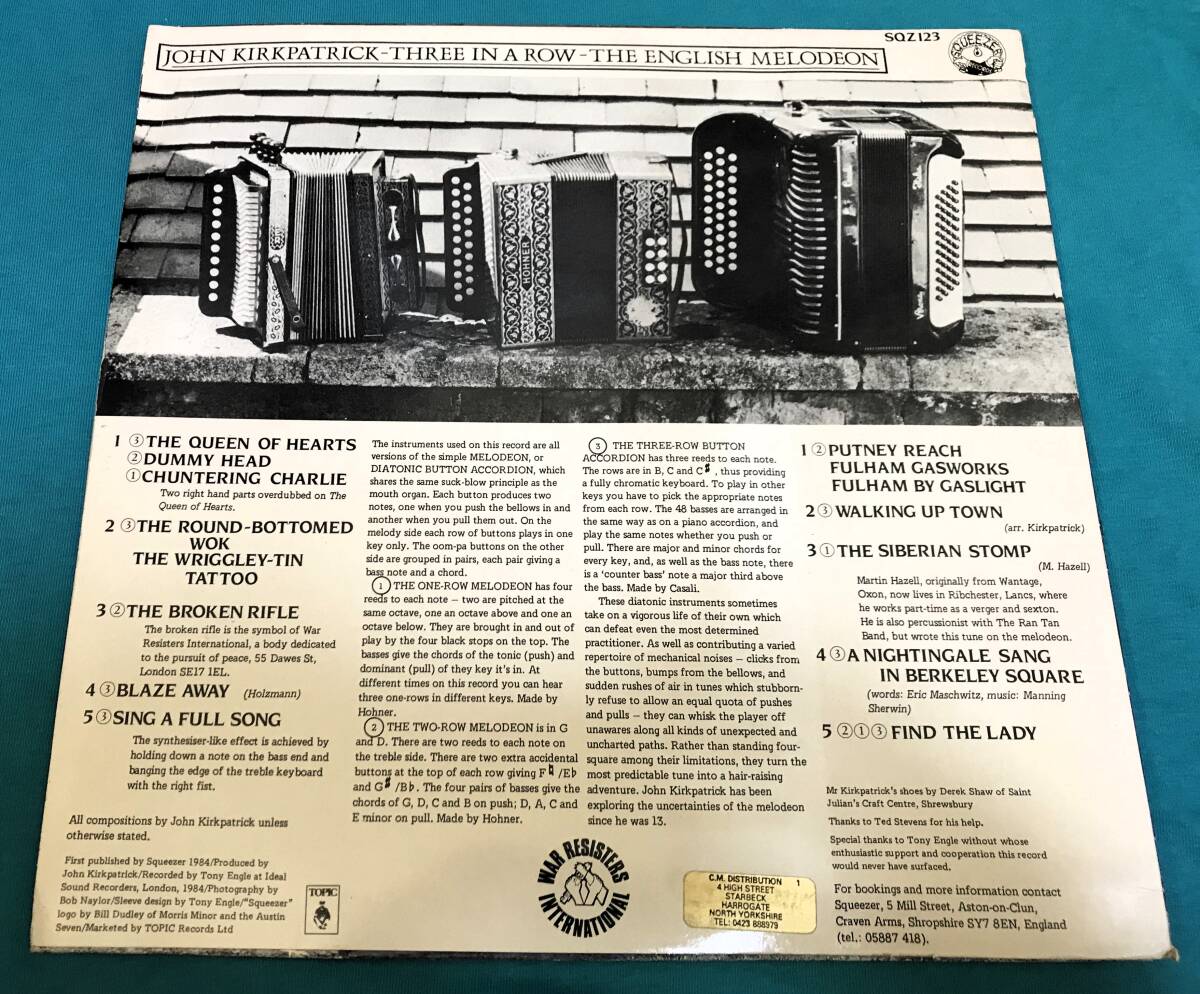 SQZ123
SQUEEZER
JOHN KIRKPATRICK-THREE IN A ROW-THE ENGLISH MELODEON
HOHNER
1 ③ THE QUEEN OF HEARTS
② DUMMY HEAD
① CHUNTERING CHARLIE
Two right hand parts overdubbed on The
Queen of Hearts.
2 ③ THE ROUND-BOTTOMED
WOK
THE WRIGGLEY-TIN
TATTOO
3 ② THE BROKEN RIFLE
The broken rifle is the symbol of War
Resisters International, a body dedicated
to the pursuit of peace, 55 Dawes St,
London SE17 1EL.
4 ③ BLAZE AWAY (Holzmann)
5 ③ SING A FULL SONG
The synthesiser-like effect is achieved by
holding down a note on the bass end and
banging the edge of the treble keyboard
with the right fist.
All compositions by John Kirkpatrick unless
otherwise stated.
First published by Squeezer 1984/Produced by
John Kirkpatrick/Recorded by Tony Engle at Ideal
Sound Recorders, London, 1984/Photography by
Bob Naylor/Sleeve design by Tony Engle/"Squeezer"
logo by Bill Dudley of Morris Minor and the Austin
Seven/Marketed by TOPIC Records Ltd
TOPIC
The instruments used on this record are all
versions of the simple MELODEON, or
DIATONIC BUTTON ACCORDION, which
shares the same suck-blow principle as the
mouth organ. Each button produces two
notes, one when you push the bellows in and
another when you pull them out. On the
melody side each row of buttons plays in one
key only. The oom-pa buttons on the other
side are grouped in pairs, each pair giving a
bass note and a chord.
① THE ONE-ROW MELODEON has four
reeds to each note – two are pitched at the
same octave, one an octave above and one an
octave below. They are brought in and out of
play by the four black stops on the top. The
basses give the chords of the tonic (push) and
dominant (pull) of they key it's in. At
different times on this record you can hear
three one-rows in different keys. Made by
Hohner.
② THE TWO-ROW MELODEON is in G
and D. There are two reeds to each note on
the treble side. There are two extra accidental
buttons at the top of each row giving F♮/E♭
and G♯/B♭. The four pairs of basses give the
chords of G, D, C and B on push; D, A, C and
E minor on pull. Made by Hohner.
③ THE THREE-ROW BUTTON
ACCORDION has three reeds to each note.
The rows are in B, C and C♯, thus providing
a fully chromatic keyboard. To play in other
keys you have to pick the appropriate notes
from each row. The 48 basses are arranged in
the same way as on a piano accordion, and
play the same notes whether you push or
pull. There are major and minor chords for
every key, and, as well as the bass note, there
is a 'counter bass' note a major third above
the bass. Made by Casali.
These diatonic instruments sometimes
take on a vigorous life of their own which
can defeat even the most determined
practitioner. As well as contributing a varied
repertoire of mechanical noises – clicks from
the buttons, bumps from the bellows, and
sudden rushes of air in tunes which stubborn-
ly refuse to allow an equal quota of pushes
and pulls – they can whisk the player off
unawares along all kinds of unexpected and
uncharted paths. Rather than standing four-
square among their limitations, they turn the
most predictable tune into a hair-raising
adventure. John Kirkpatrick has been
exploring the uncertainties of the melodeon
since he was 13.
WAR RESISTERS
INTERNATIONAL
C.M. DISTRIBUTION 1
4 HIGH STREET
STARBECK
HARROGATE
NORTH YORKSHIRE
TEL: 0423 888979
1 ② PUTNEY REACH
FULHAM GASWORKS
FULHAM BY GASLIGHT
2 ③ WALKING UP TOWN
(arr. Kirkpatrick)
3 ① THE SIBERIAN STOMP
(M. Hazell)
Martin Hazell, originally from Wantage,
Oxon, now lives in Ribchester, Lancs, where
he works part-time as a verger and sexton.
He is also percussionist with The Ran Tan
Band, but wrote this tune on the melodeon.
4 ③ A NIGHTINGALE SANG
IN BERKELEY SQUARE
(words: Eric Maschwitz, music: Manning
Sherwin)
5 ②①③ FIND THE LADY
Mr Kirkpatrick's shoes by Derek Shaw of Saint
Julian's Craft Centre, Shrewsbury
Thanks to Ted Stevens for his help.
Special thanks to Tony Engle without whose
enthusiastic support and cooperation this record
would never have surfaced.
For bookings and more information contact
Squeezer, 5 Mill Street, Aston-on-Clun,
Craven Arms, Shropshire SY7 8EN, England
(tel.: 05887 418).